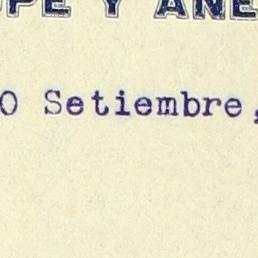 PE Y ANE
0 Setiembre,